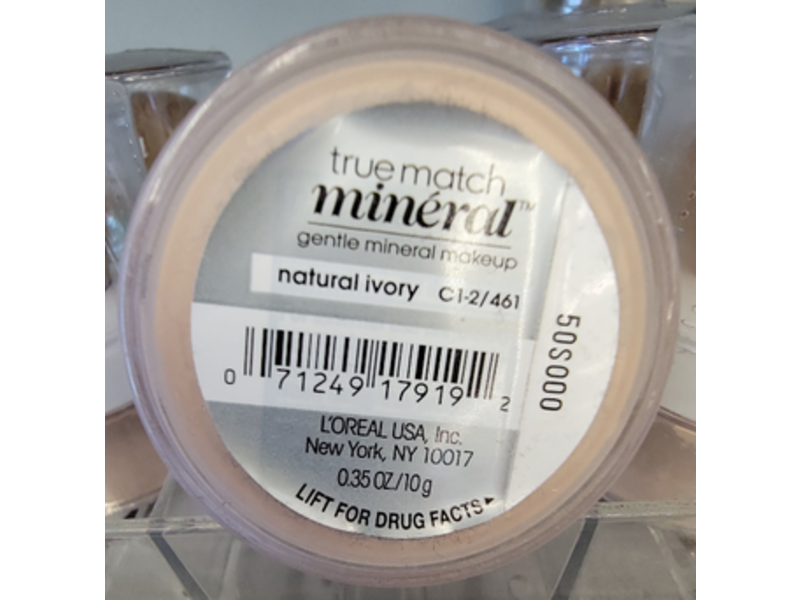 true match
minéral™
gentle mineral makeup
natural ivory C1-2/461
0 71249 17919 2
L'OREAL USA, Inc.
New York, NY 10017
0.35 OZ./10g
LIFT FOR DRUG FACTS►
50S000